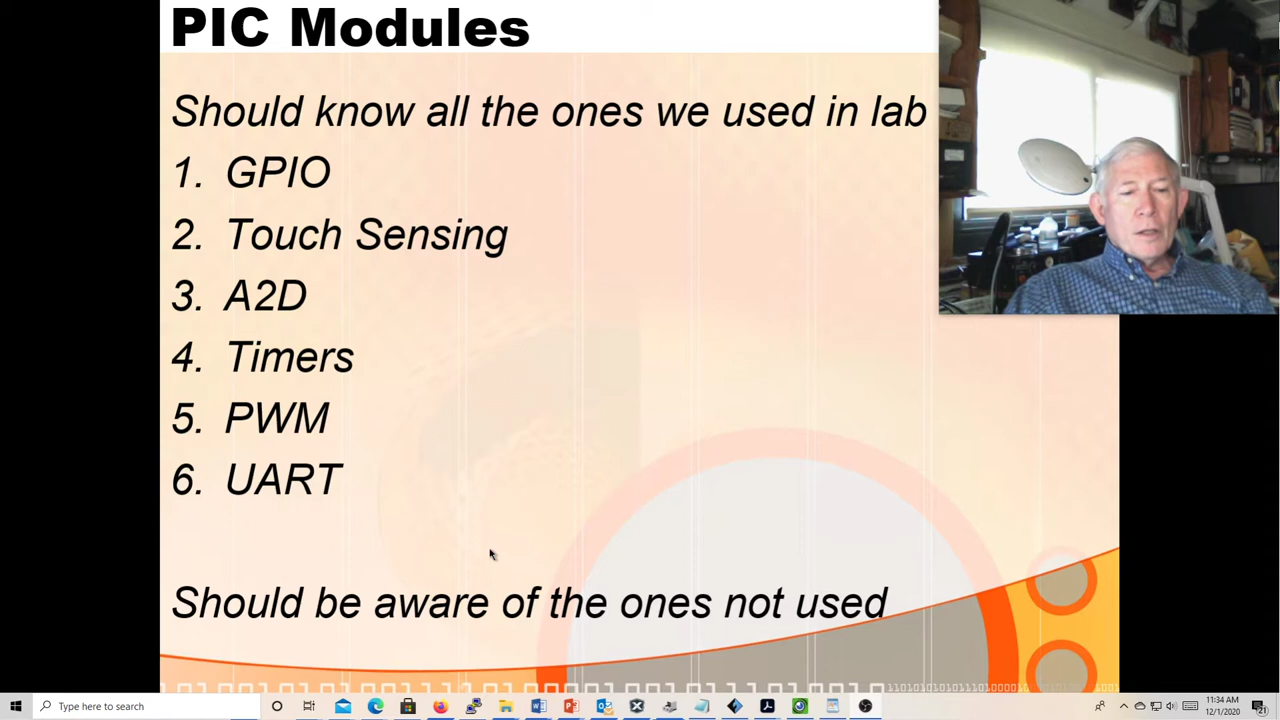 PIC Modules
Should know all the ones we used in lab
1. GPIO
2. Touch Sensing
3. A2D
4. Timers
5. PWM
6. UART
Should be aware of the ones not used
Type here to search
11:34 AM
12/1/2020